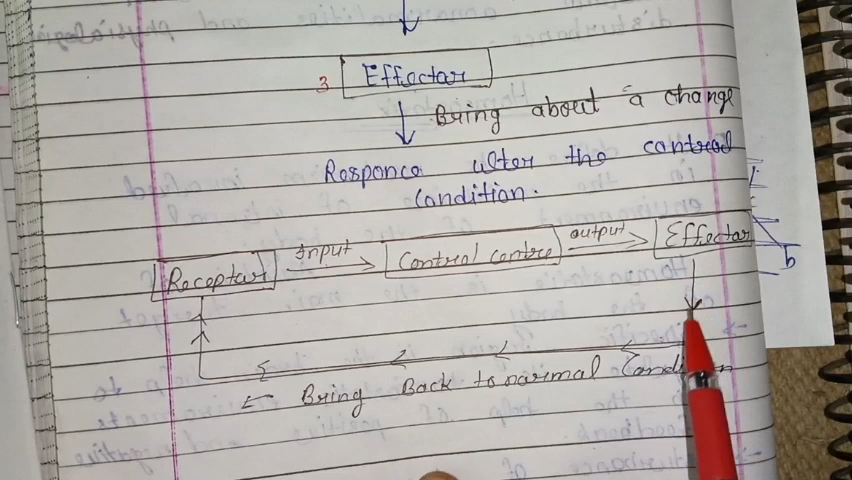 3 Effectar
Bring about a change
Responce alter the control
condition.
Receptar Input Control centre output Effectar
b
← Bring Back to normal Condition